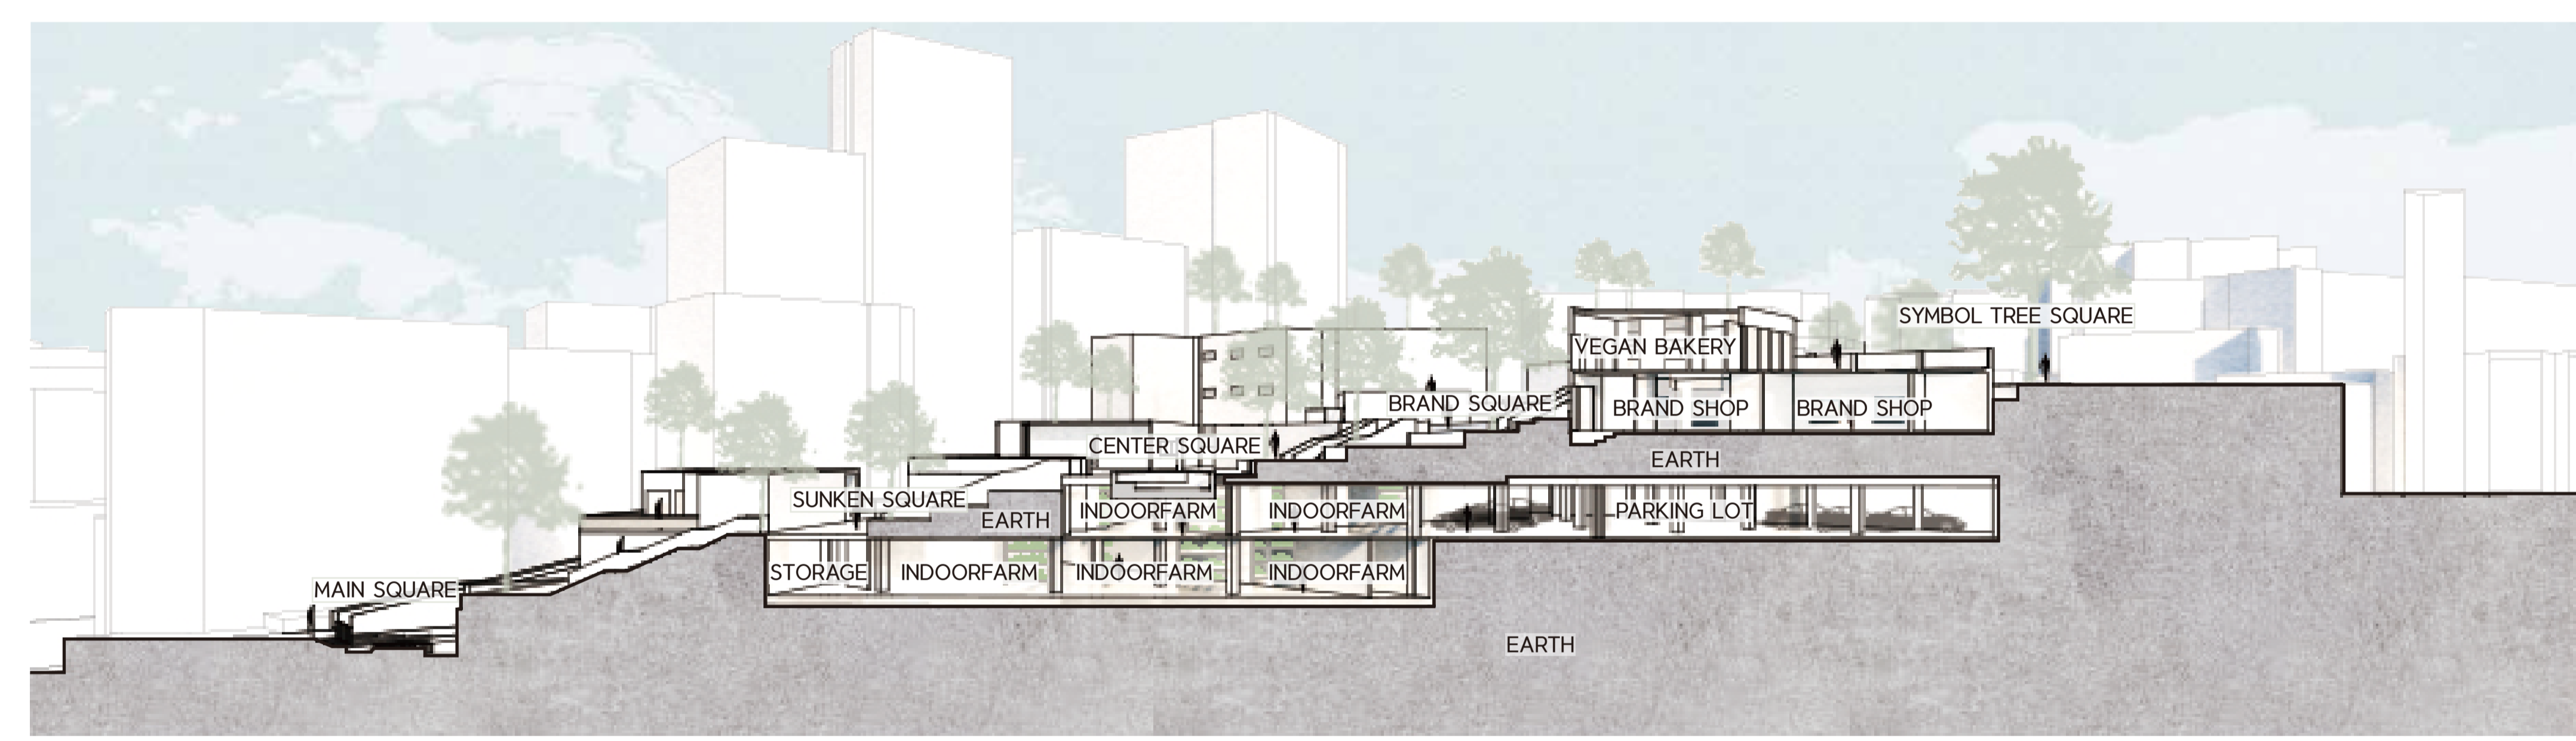 SYMBOL TREE SQUARE
VEGAN BAKERY
BRAND SQUARE
BRAND SHOP
BRAND SHOP
CENTER SQUARE
EARTH
SUNKEN SQUARE
EARTH
INDOORFARM
INDOORFARM
PARKING LOT
STORAGE
INDOORFARM
INDOORFARM
INDOORFARM
MAIN SQUARE
EARTH